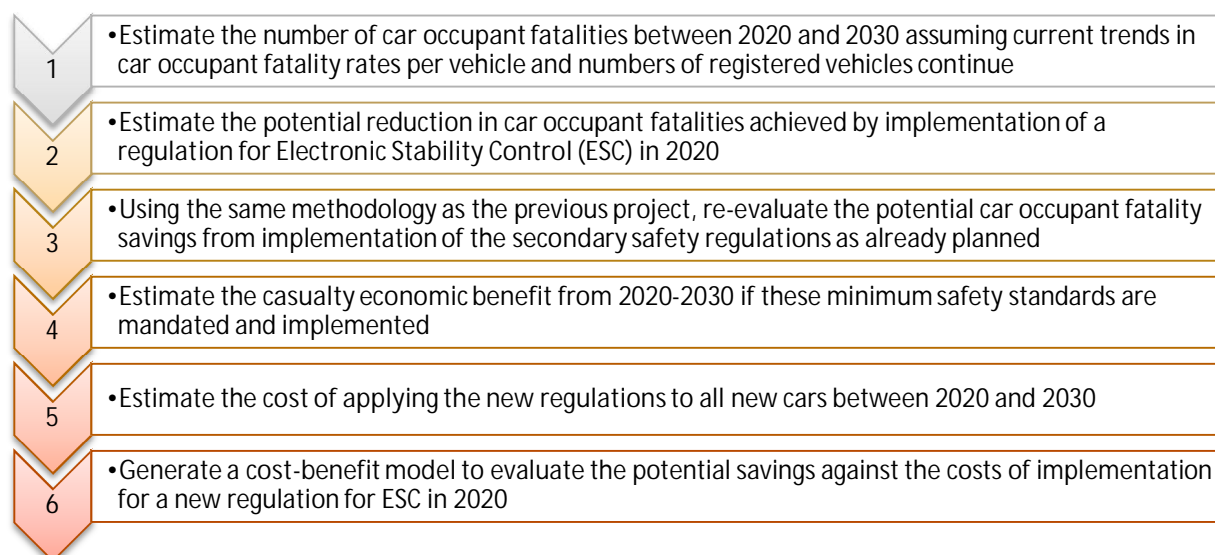 1
•Estimate the number of car occupant fatalities between 2020 and 2030 assuming current trends in
car occupant fatality rates per vehicle and numbers of registered vehicles continue
2
•Estimate the potential reduction in car occupant fatalities achieved by implementation of a
regulation for Electronic Stability Control (ESC) in 2020
3
•Using the same methodology as the previous project, re-evaluate the potential car occupant fatality
savings from implementation of the secondary safety regulations as already planned
4
•Estimate the casualty economic benefit from 2020-2030 if these minimum safety standards are
mandated and implemented
5
•Estimate the cost of applying the new regulations to all new cars between 2020 and 2030
6
•Generate a cost-benefit model to evaluate the potential savings against the costs of implementation
for a new regulation for ESC in 2020